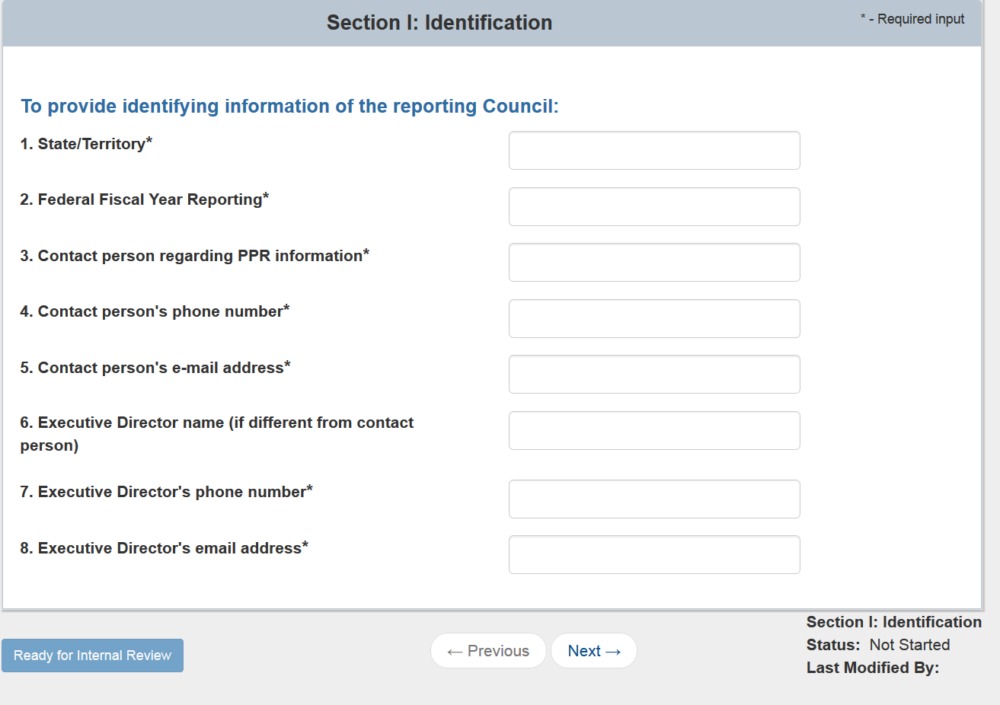 Section I: Identification
* - Required input
To provide identifying information of the reporting Council:
1. State/Territory*
2. Federal Fiscal Year Reporting*
3. Contact person regarding PPR information*
4. Contact person's phone number*
5. Contact person's e-mail address*
6. Executive Director name (if different from contact
person)
7. Executive Director's phone number*
8. Executive Director's email address*
Ready for Internal Review
← Previous
Next →
Section I: Identification
Status: Not Started
Last Modified By: